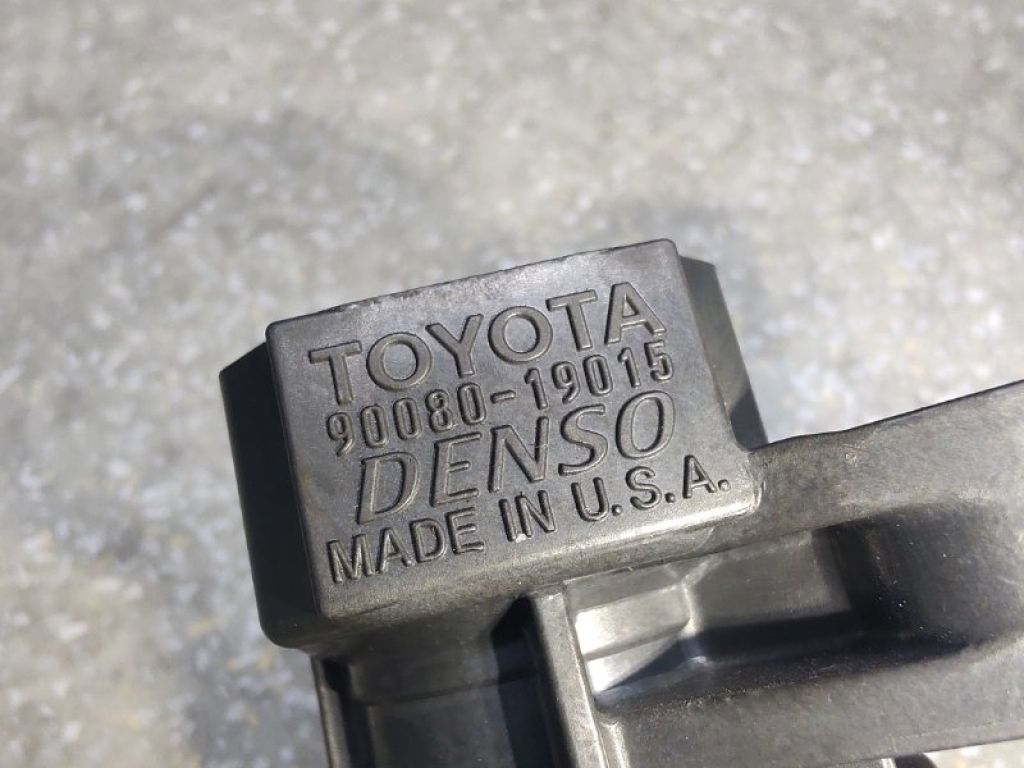 TOYOTA
90080-19015
DENSO
MADE IN U.S.A.